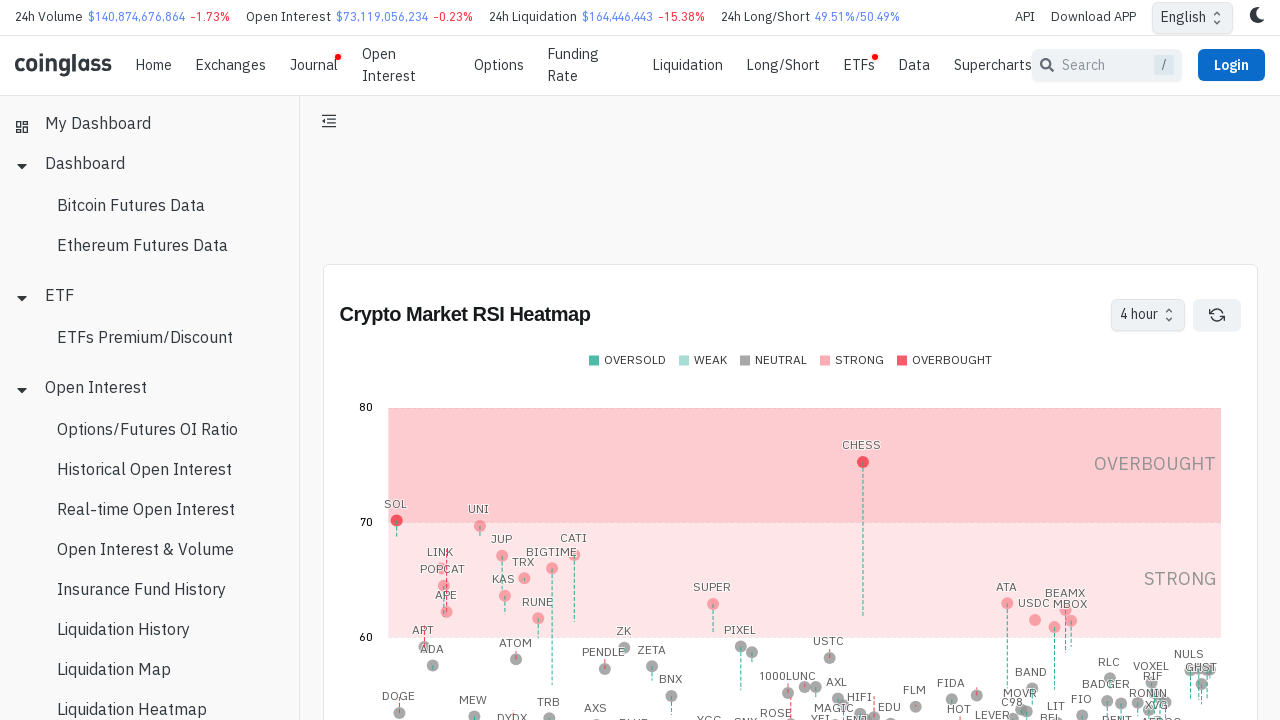 24h Volume $140,874,676,864 -1.73% Open Interest $73,119,056,234 -0.23% 24h Liquidation $164,446,443 -15.38% 24h Long/Short 49.51%/50.49% API Download APP English
coinglass Home Exchanges Journal Open Interest Options Funding Rate Liquidation Long/Short ETFs Data Supercharts Search / Login
My Dashboard
Dashboard
Bitcoin Futures Data
Ethereum Futures Data
ETF
ETFs Premium/Discount
Open Interest
Options/Futures OI Ratio
Historical Open Interest
Real-time Open Interest
Open Interest & Volume
Insurance Fund History
Liquidation History
Liquidation Map
Liquidation Heatmap
Crypto Market RSI Heatmap 4 hour
OVERSOLD WEAK NEUTRAL STRONG OVERBOUGHT
80
CHESS
OVERBOUGHT
SOL UNI
70
JUP CATI
LINK BIGTIME
POPCAT TRX
KAS STRONG
APE RUNE SUPER ATA USDC BEAMX
MBOX
60
APT ZK PIXEL
ADA ATOM PENDLE ZETA USTC NULS
BNX 1000LUNC AXL BAND RLC VOXEL GHST
RIF
DOGE MEW TRB AXS MAGIC HIFI FLM FIDA MOVR BADGER RONIN
C98 FIO
ROSE EDU HOT LIT XVG
DYDX LEVER